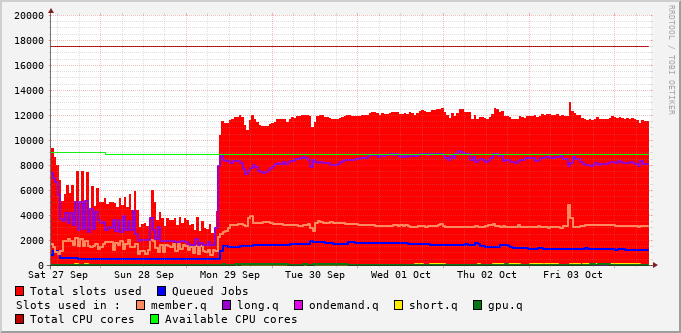 RRDTOOL / TOBI OETIKER
20000
18000
16000
14000
12000
10000
8000
6000
4000
2000
0
Sat 27 Sep Sun 28 Sep Mon 29 Sep Tue 30 Sep Wed 01 Oct Thu 02 Oct Fri 03 Oct
Total slots used Queued Jobs
Slots used in : member.q long.q ondemand.q short.q gpu.q
Total CPU cores Available CPU cores